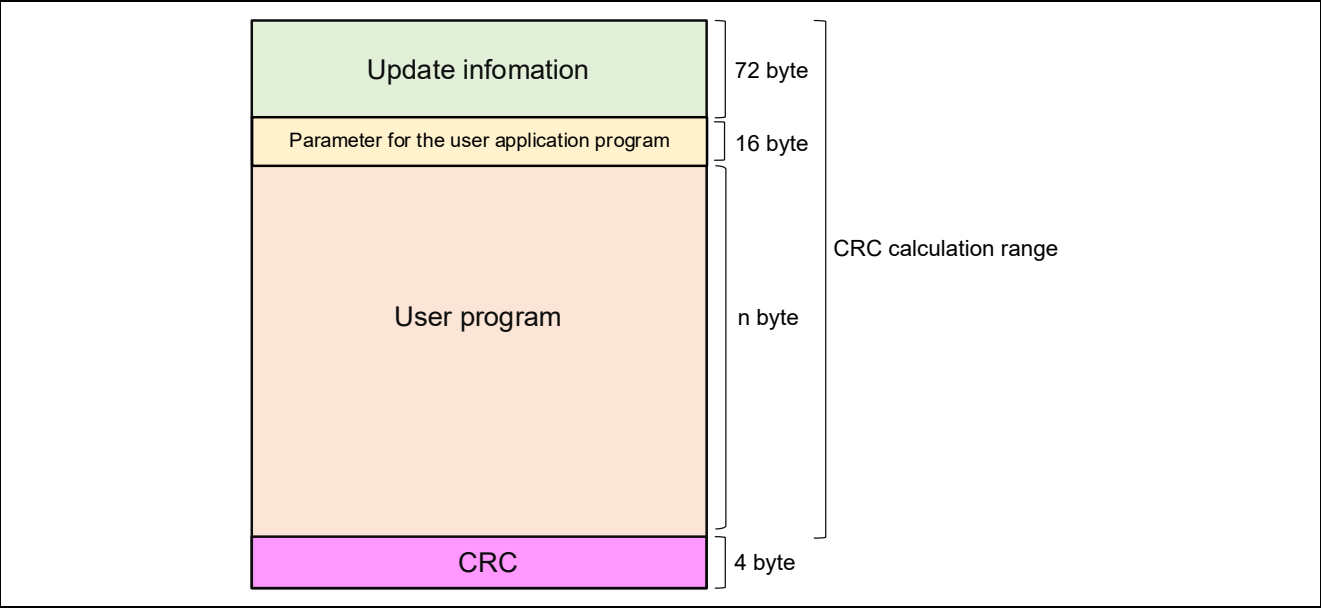 Update infomation
72 byte
Parameter for the user application program
16 byte
CRC calculation range
User program
n byte
CRC
4 byte